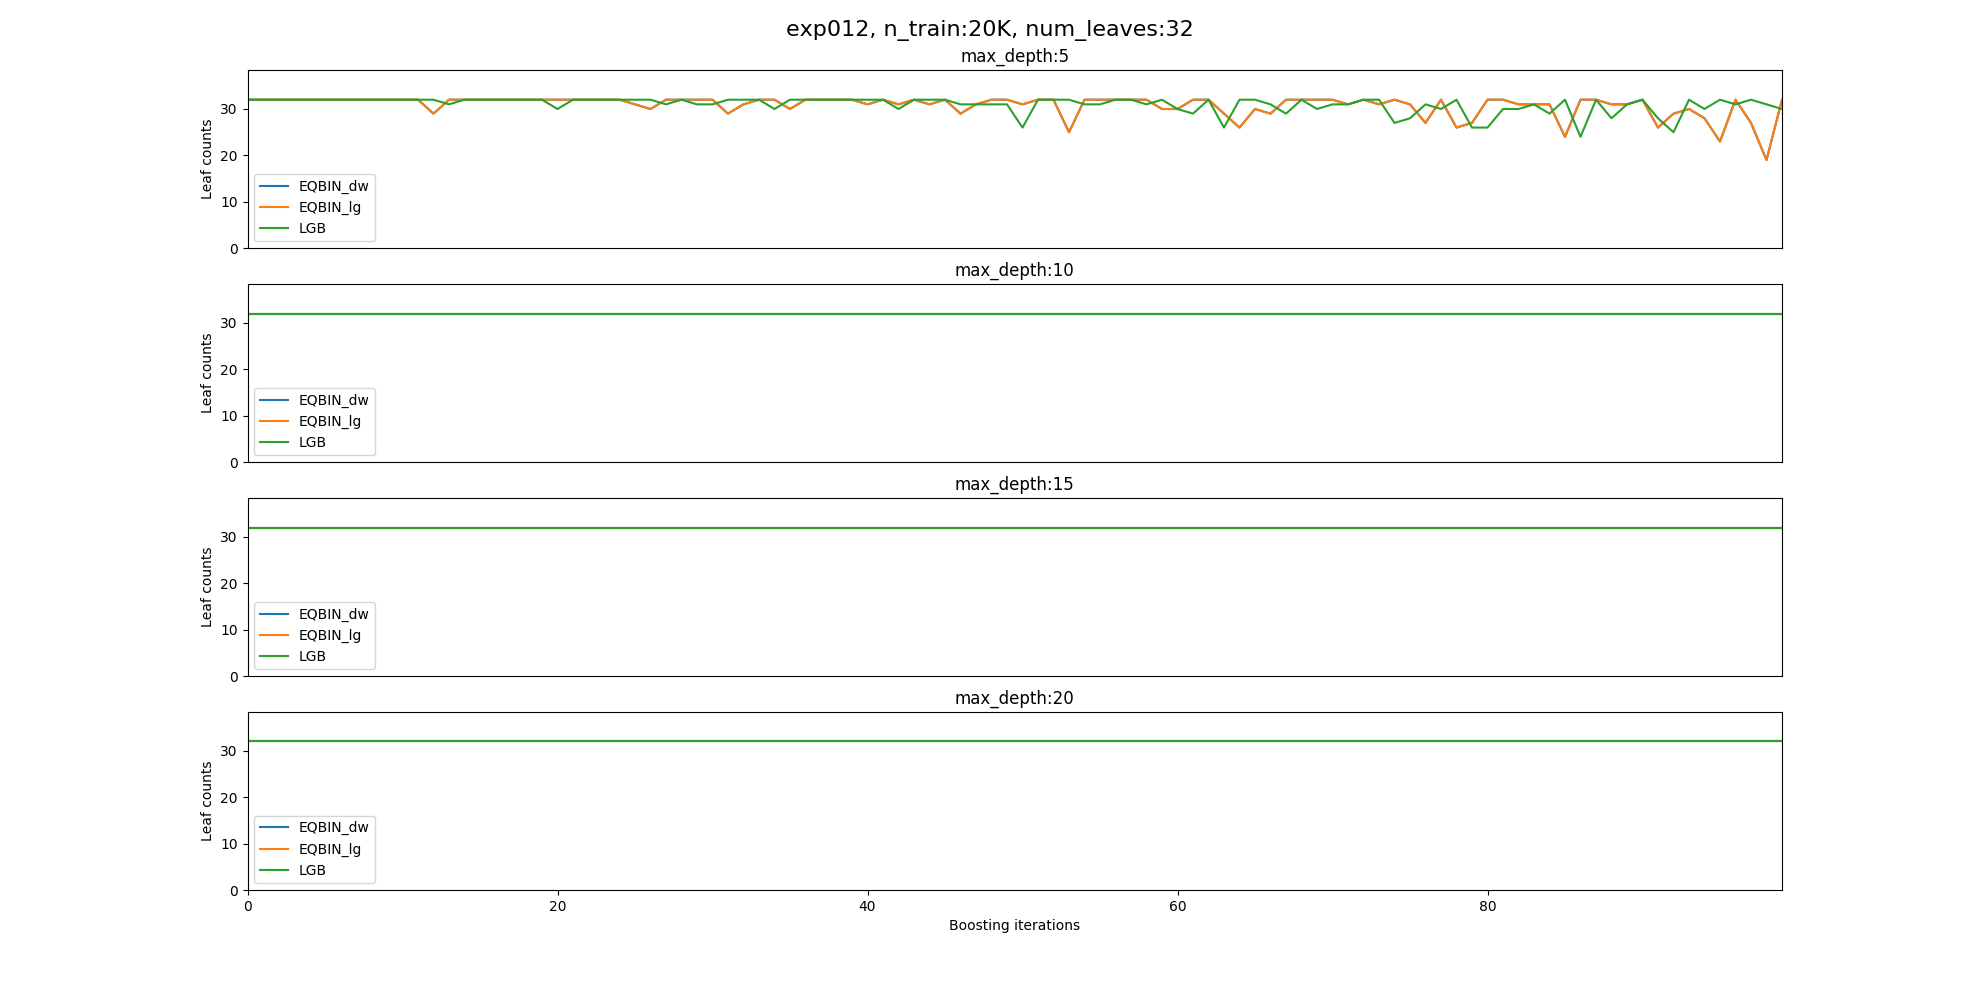 exp012, n_train:20K, num_leaves:32
max_depth:5
Leaf counts
30
20
10
0
EQBIN_dw
EQBIN_lg
LGB
max_depth:10
Leaf counts
30
20
10
0
EQBIN_dw
EQBIN_lg
LGB
max_depth:15
Leaf counts
30
20
10
0
EQBIN_dw
EQBIN_lg
LGB
max_depth:20
Leaf counts
30
20
10
0
EQBIN_dw
EQBIN_lg
LGB
0 20 40 60 80
Boosting iterations